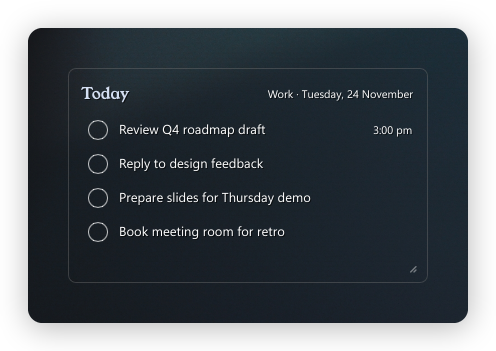 Today
Work · Tuesday, 24 November
Review Q4 roadmap draft
3:00 pm
Reply to design feedback
Prepare slides for Thursday demo
Book meeting room for retro